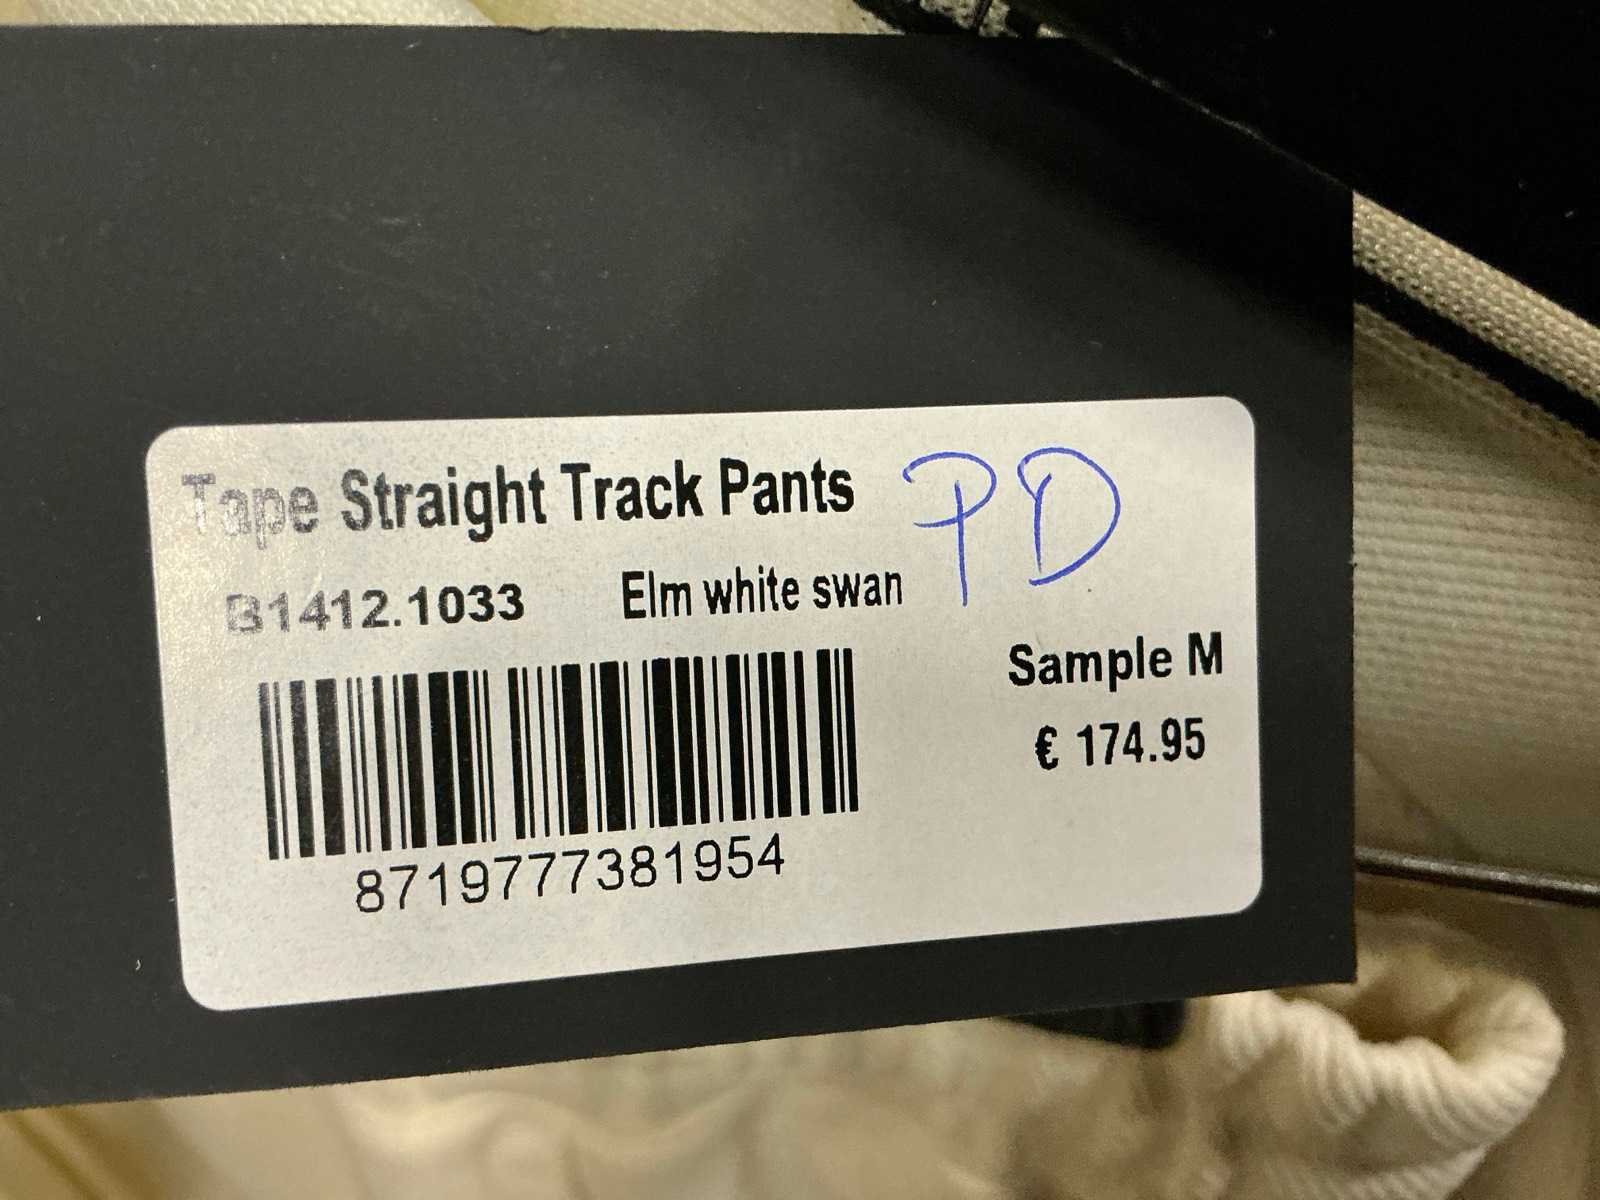 Tape Straight Track Pants PD
B1412.1033 Elm white swan
Sample M
€ 174.95
8719777381954